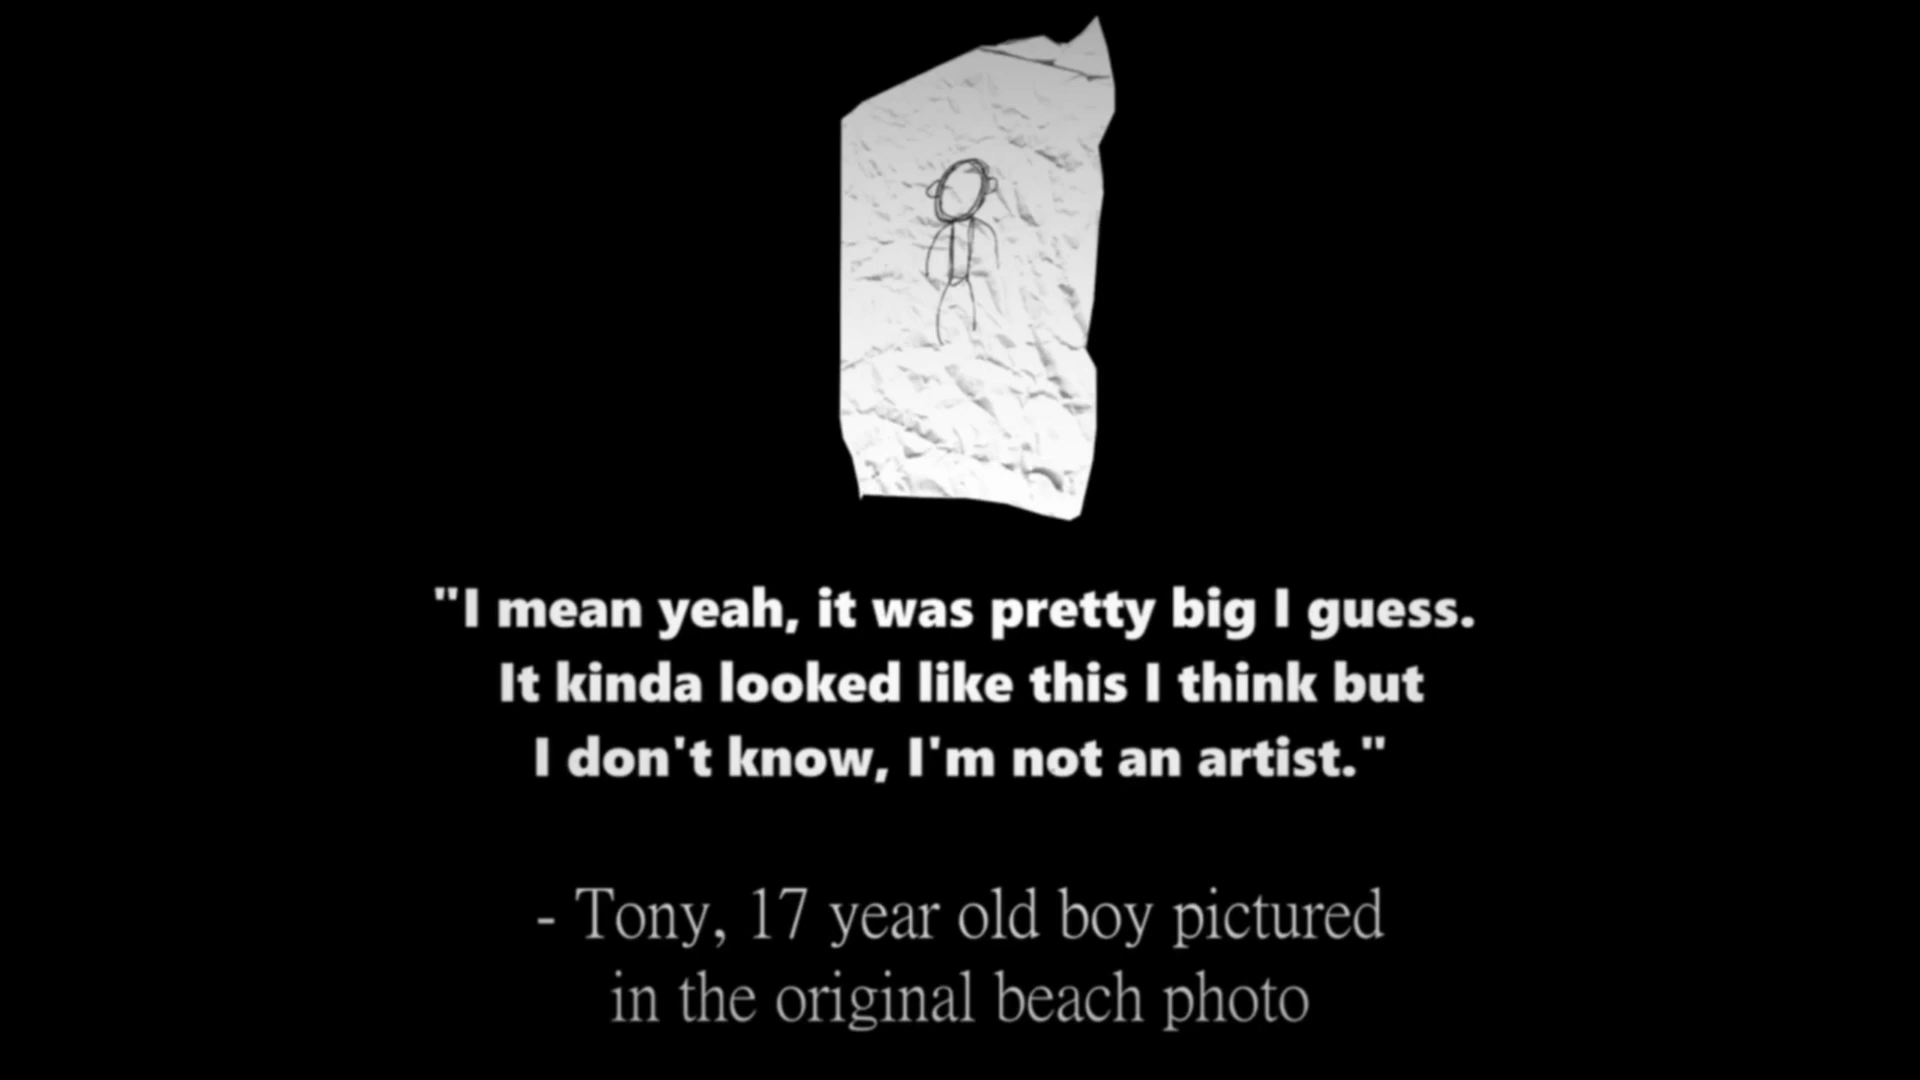 "I mean yeah, it was pretty big I guess.
It kinda looked like this I think but
I don't know, I'm not an artist."
- Tony, 17 year old boy pictured
in the original beach photo